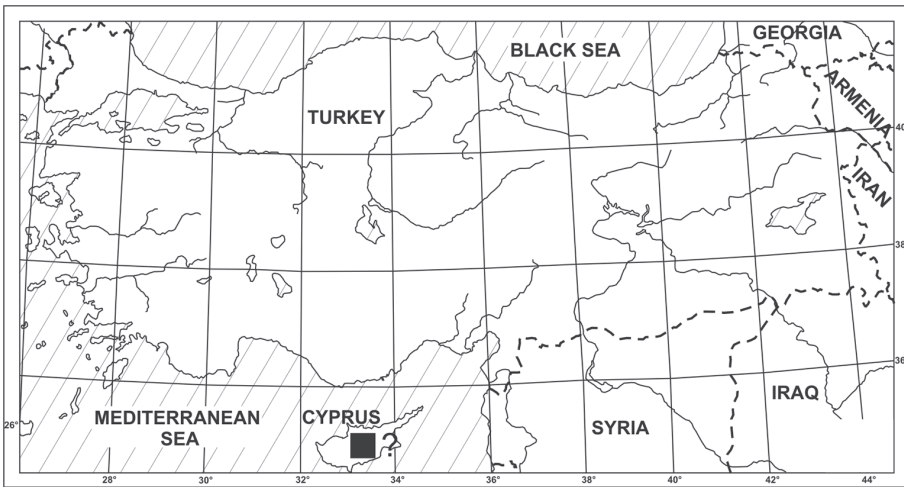 GEORGIA
BLACK SEA
ARMENIA
TURKEY
40
IRAN
38
36
MEDITERRANEAN
SEA
CYPRUS
?
SYRIA
IRAQ
26°
28° 30° 32° 34° 36° 38° 40° 42° 44°